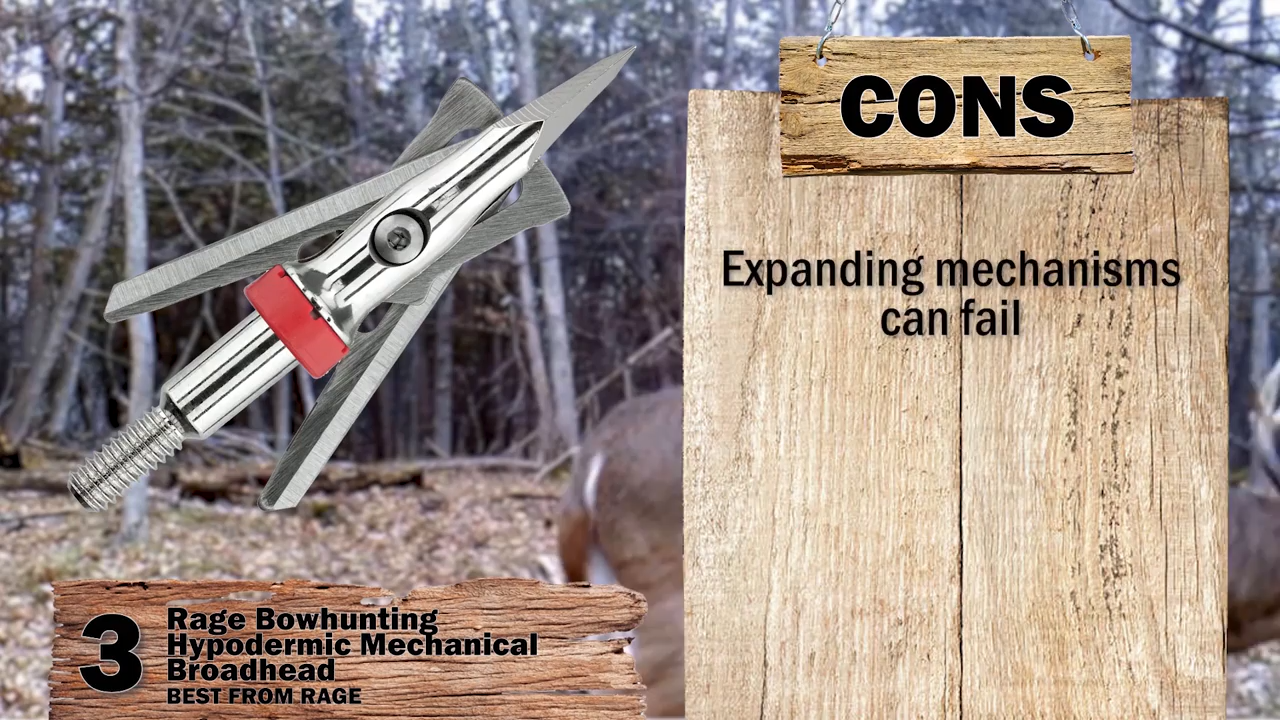 CONS
Expanding mechanisms
can fail
3
Rage Bowhunting
Hypodermic Mechanical
Broadhead
BEST FROM RAGE